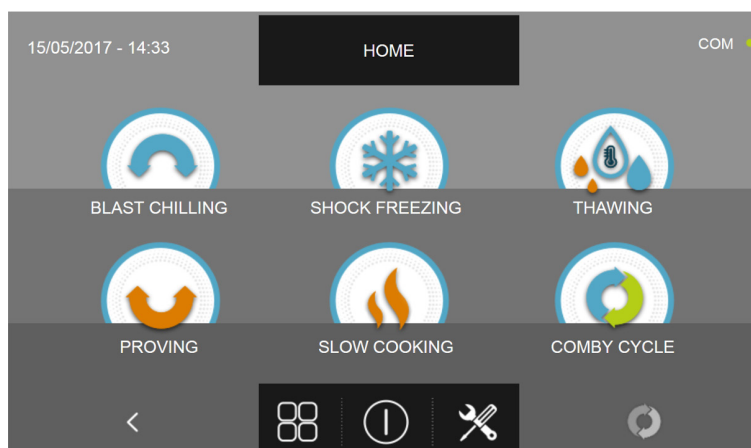 15/05/2017 - 14:33
HOME
COM
BLAST CHILLING
SHOCK FREEZING
THAWING
PROVING
SLOW COOKING
COMBY CYCLE